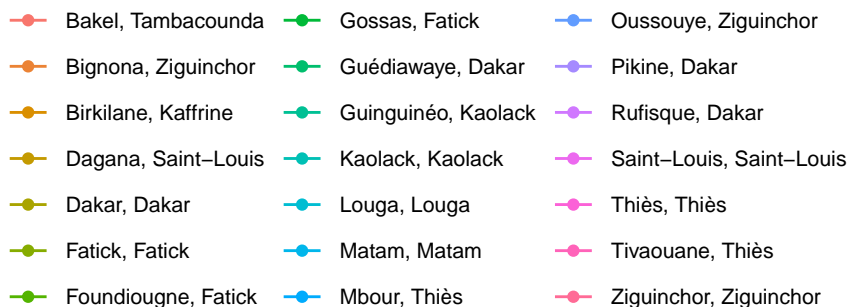 Bakel, Tambacounda
Bignona, Ziguinchor
Birkilane, Kaffrine
Dagana, Saint−Louis
Dakar, Dakar
Fatick, Fatick
Foundiougne, Fatick
Gossas, Fatick
Guédiawaye, Dakar
Guinguinéo, Kaolack
Kaolack, Kaolack
Louga, Louga
Matam, Matam
Mbour, Thiès
Oussouye, Ziguinchor
Pikine, Dakar
Rufisque, Dakar
Saint−Louis, Saint−Louis
Thiès, Thiès
Tivaouane, Thiès
Ziguinchor, Ziguinchor